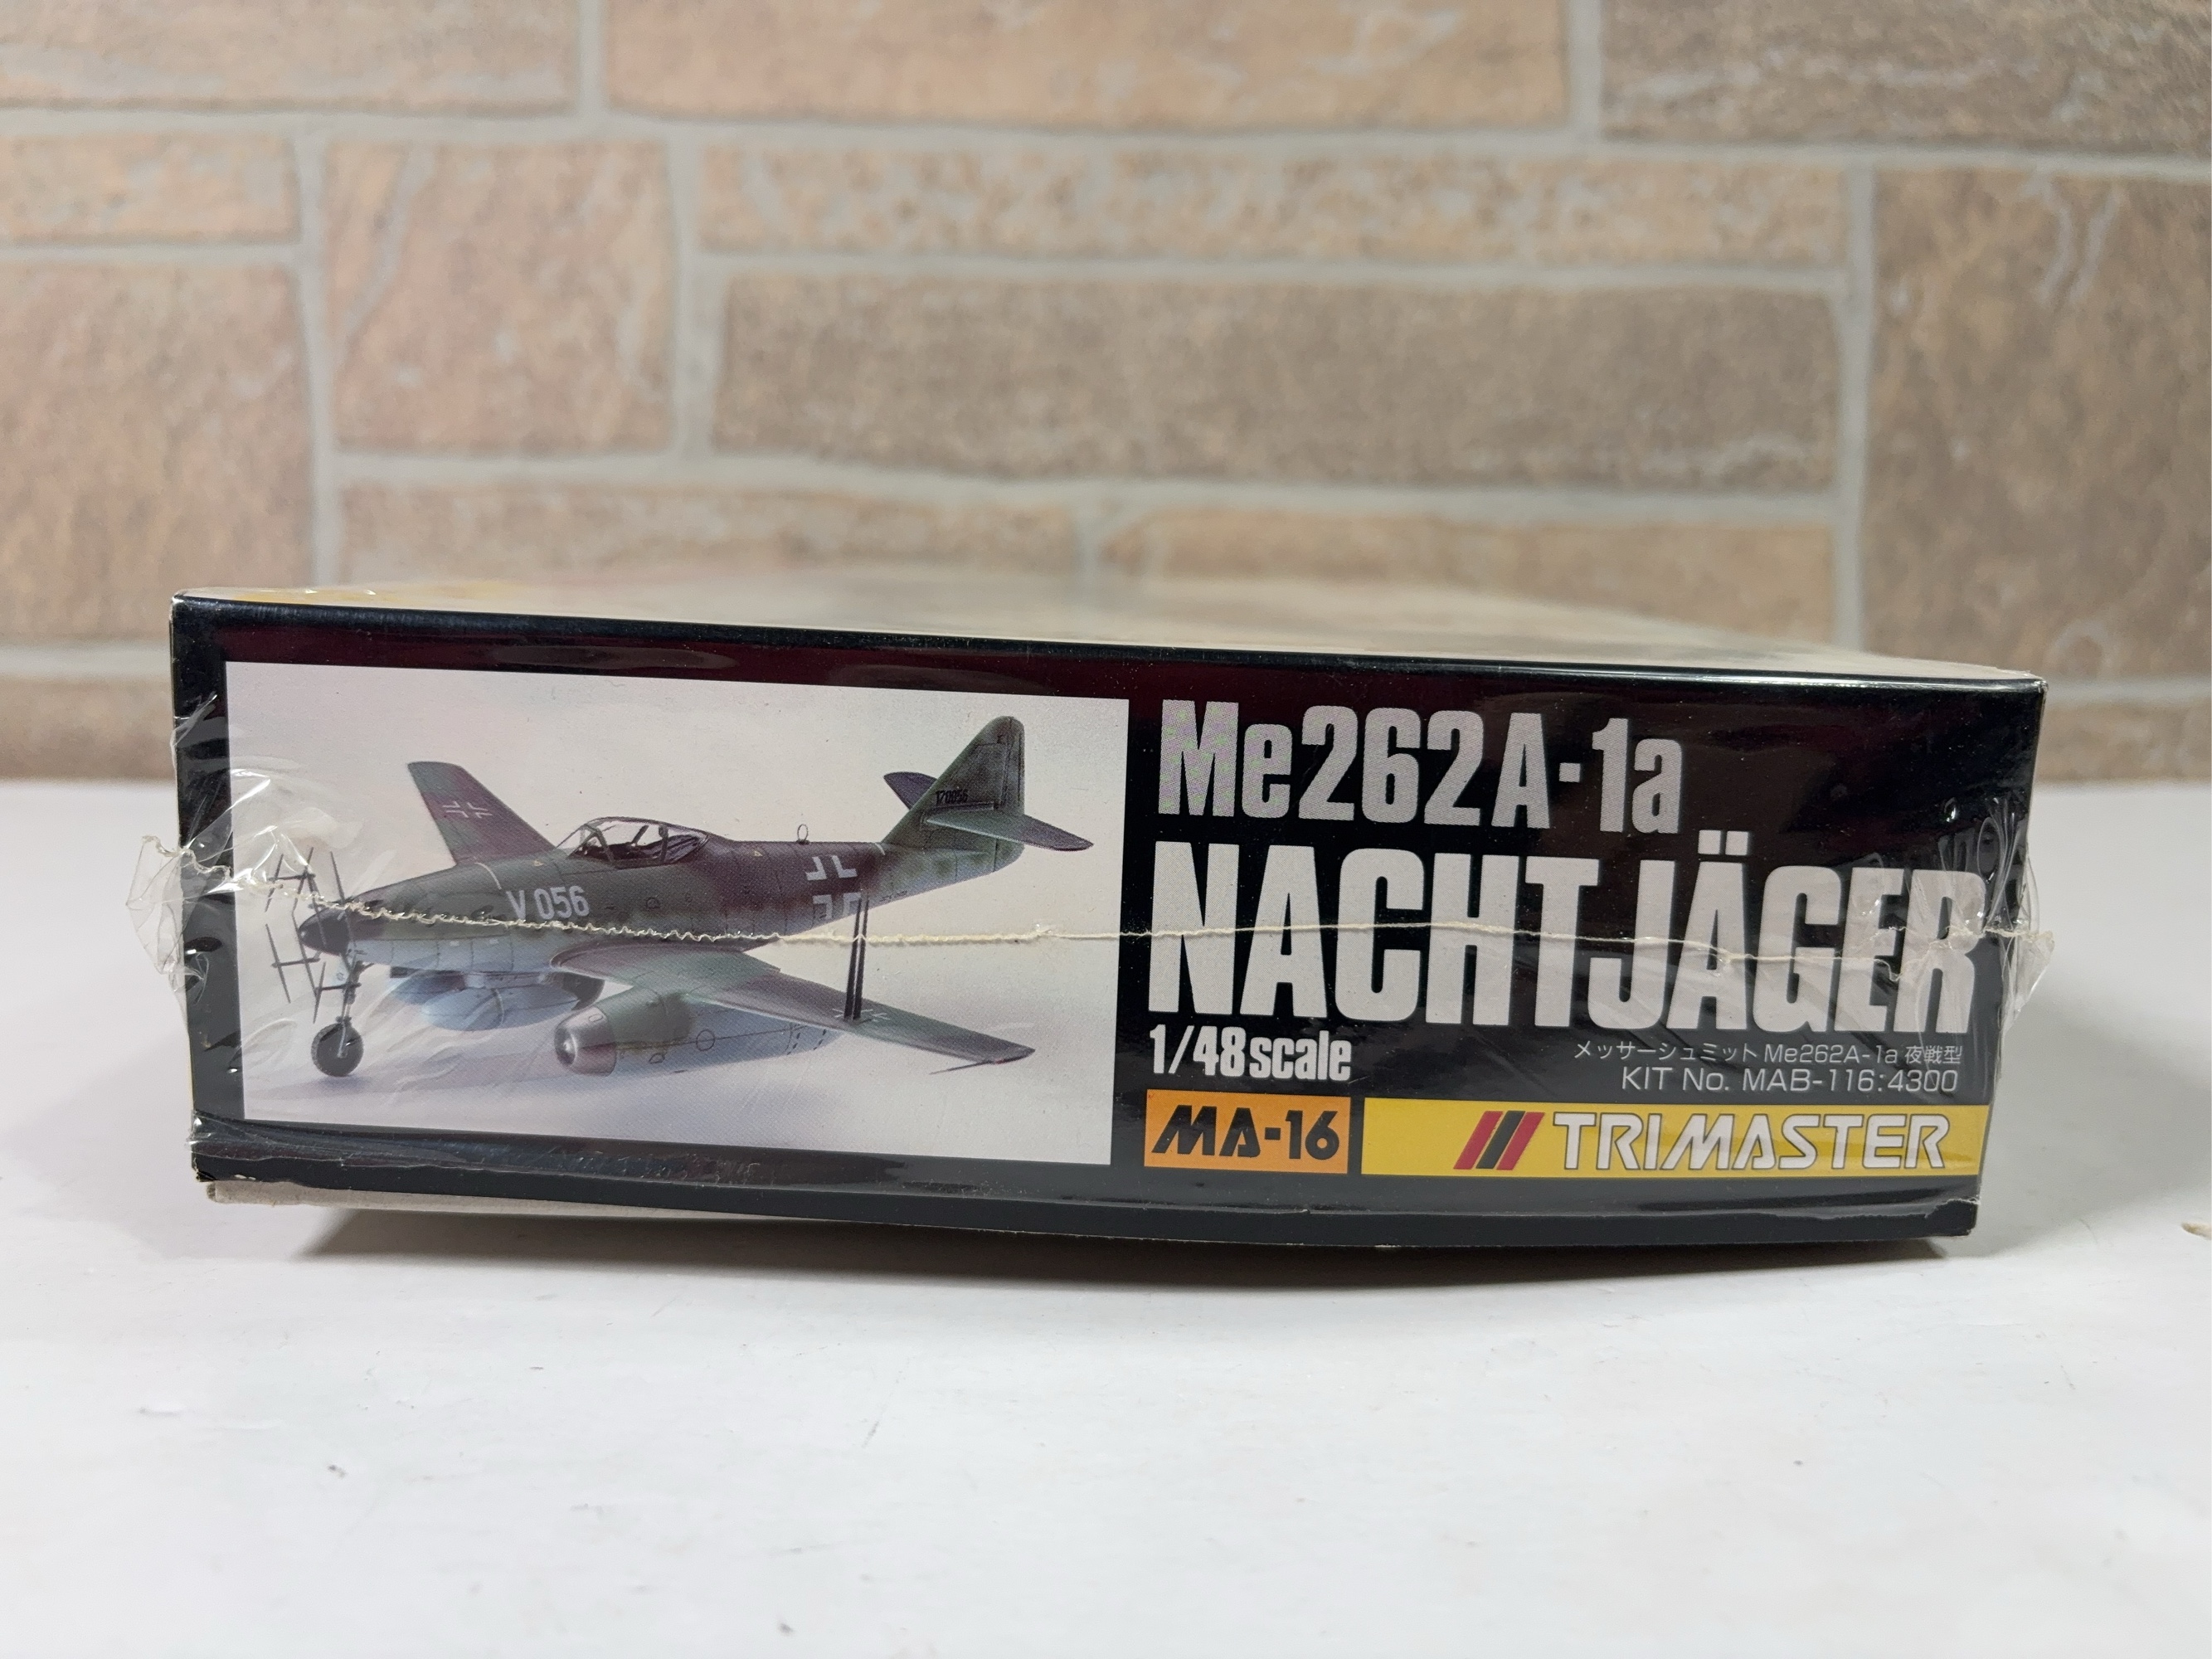 Me262A-1a
NACHTJÄGER
1/48scale
メッサーシュミット Me262A-1a 夜戦型
KIT No. MAB-116:4300
MA-16
TRIMASTER
V 056
170056